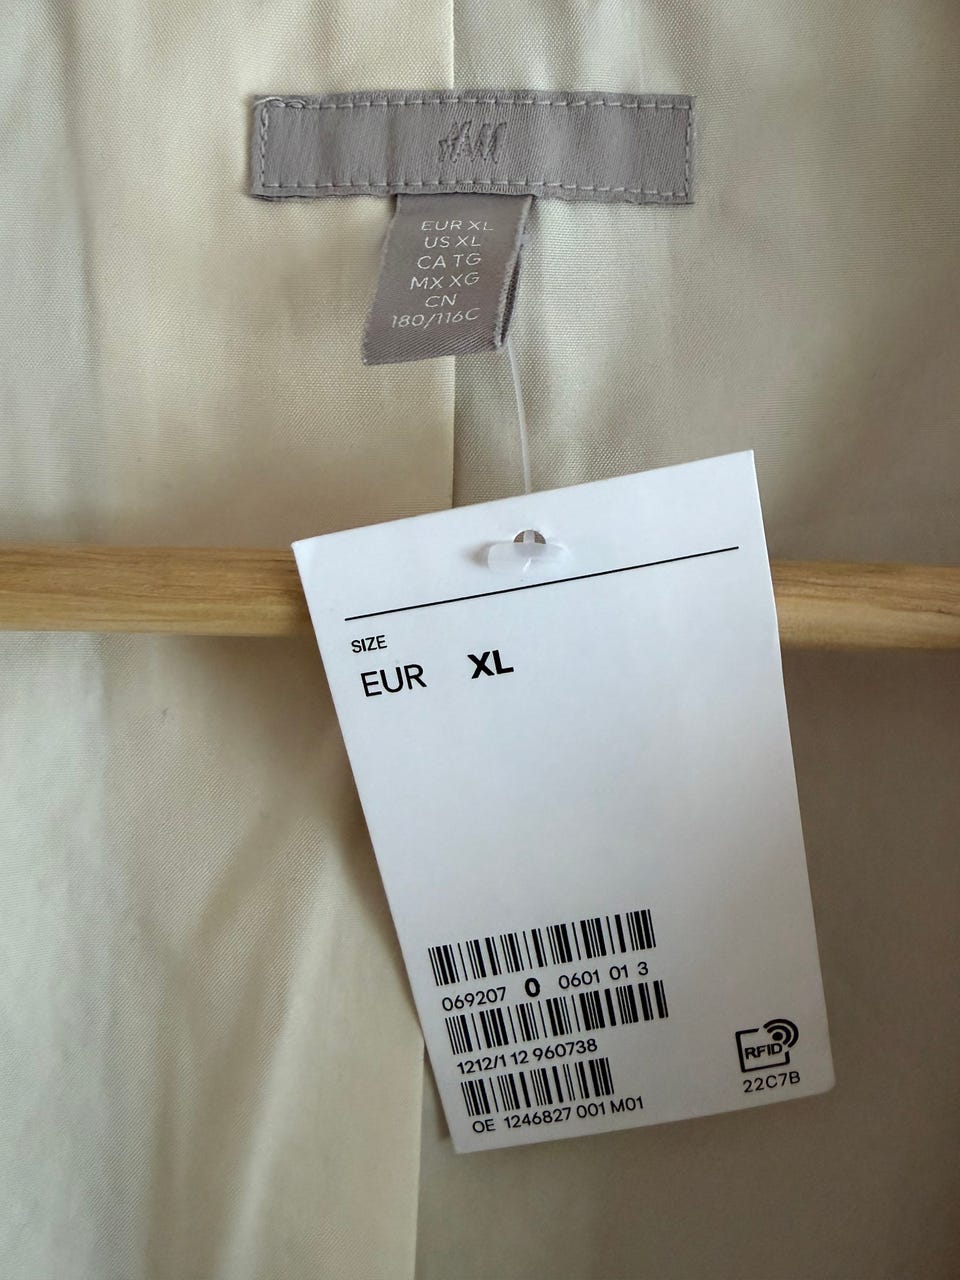 H&M
EUR XL
US XL
CA TG
MX XG
CN
180/116C
SIZE
EUR XL
069207 0 0601 01 3
1212/1 12 960738
OE 1246827 001 M01
RFID
22C7B